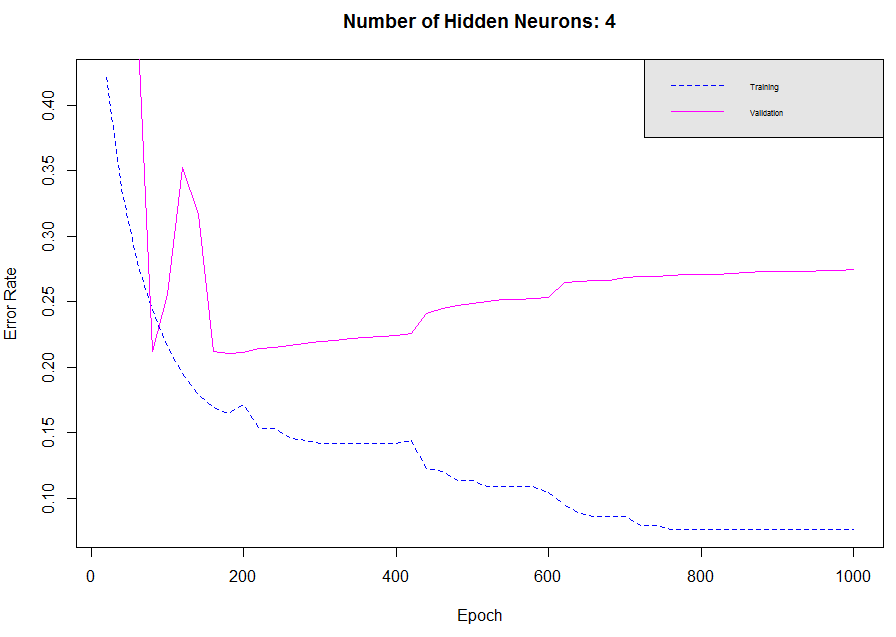 Number of Hidden Neurons: 4
Training
Validation
0.40
0.35
0.30
0.25
0.20
0.15
0.10
Error Rate
0 200 400 600 800 1000
Epoch